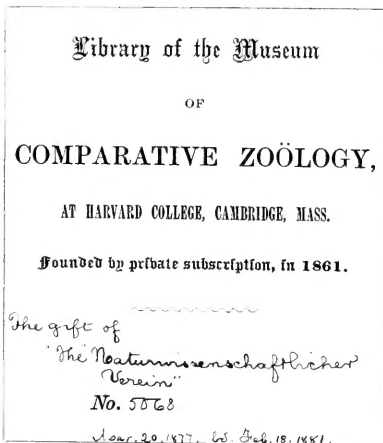 Library of the Museum
OF
COMPARATIVE ZOÖLOGY,
AT HARVARD COLLEGE, CAMBRIDGE, MASS.
Founded by private subscription, in 1861.
The gift of
"the "Naturwissenschaftlicher
Verein"
No. 5068
Mar. 20. 1877. Feb. 18. 1881.